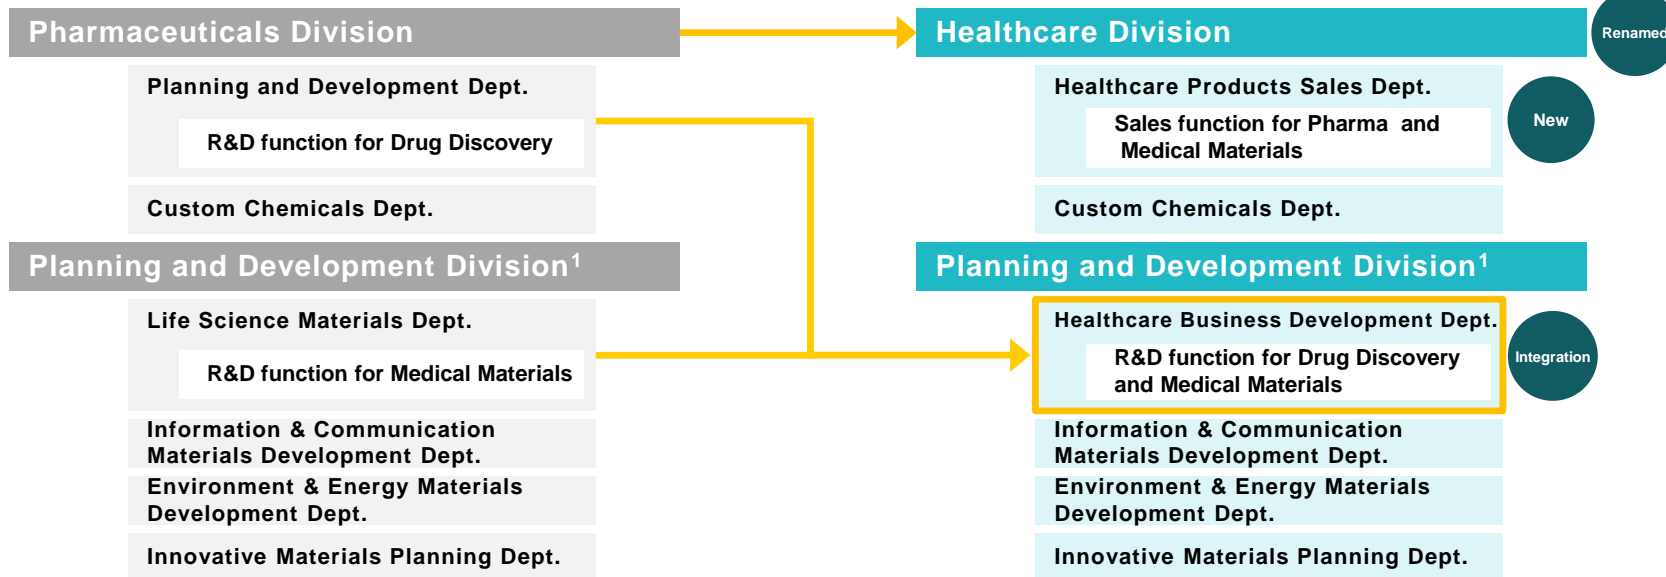 Pharmaceuticals Division
Planning and Development Dept.
R&D function for Drug Discovery
Custom Chemicals Dept.
Planning and Development Division¹
Life Science Materials Dept.
R&D function for Medical Materials
Information & Communication
Materials Development Dept.
Environment & Energy Materials
Development Dept.
Innovative Materials Planning Dept.
Healthcare Division
Renamed
Healthcare Products Sales Dept.
Sales function for Pharma and
Medical Materials
New
Custom Chemicals Dept.
Planning and Development Division¹
Healthcare Business Development Dept.
R&D function for Drug Discovery
and Medical Materials
Integration
Information & Communication
Materials Development Dept.
Environment & Energy Materials
Development Dept.
Innovative Materials Planning Dept.